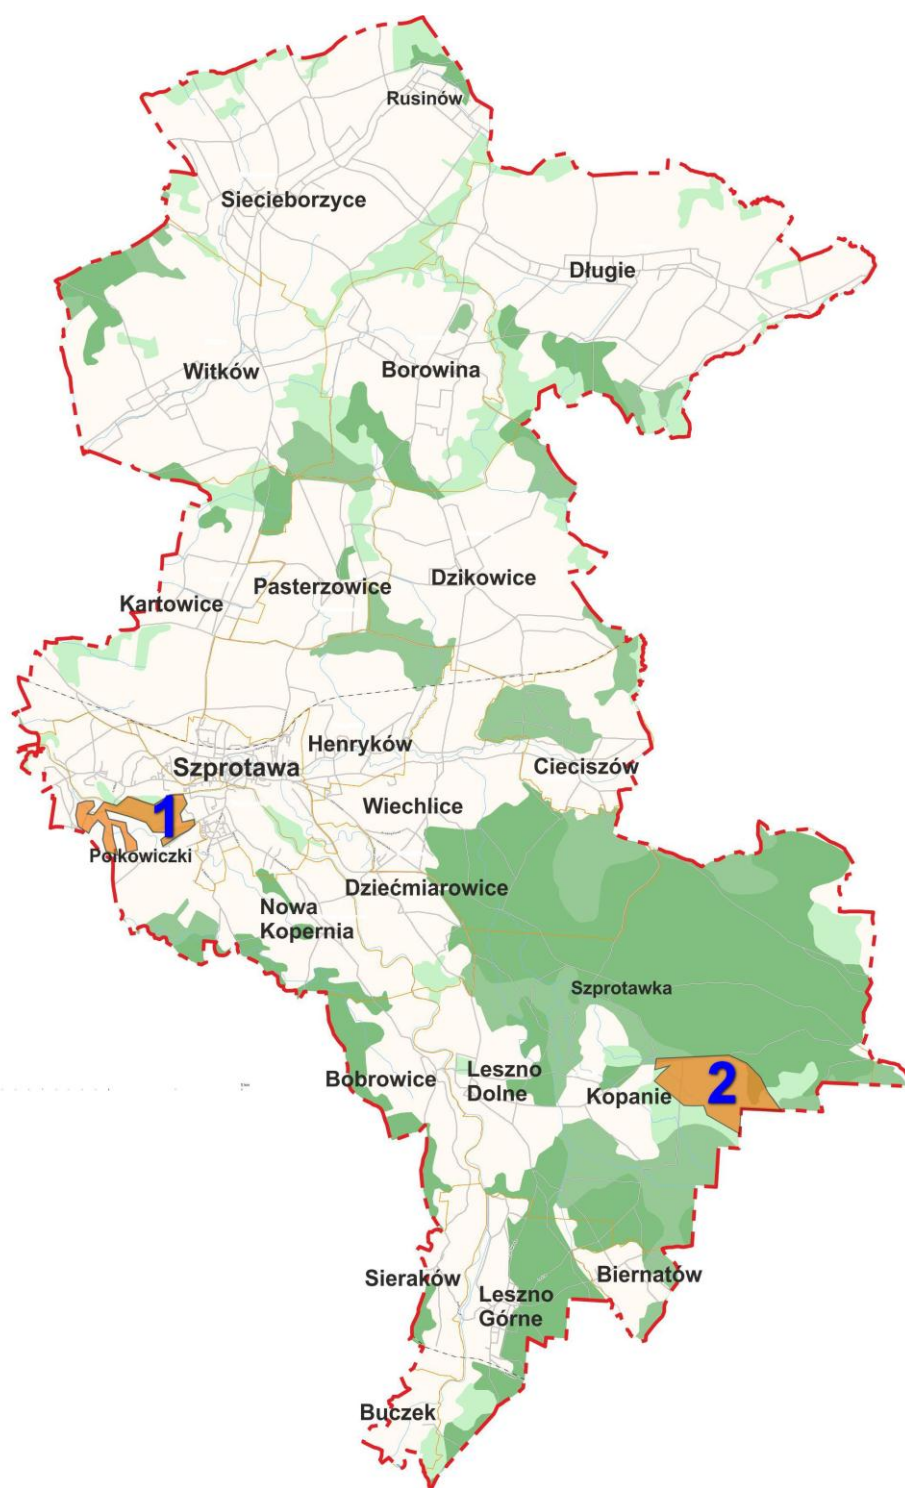 Rusinów
Siecieborzyce
Długie
Witków
Borowina
Dzikowice
Pasterzowice
Kartowice
Henryków
Cieciszów
Szprotawa
1
Wiechlice
Polkowiczki
Dziećmiarowice
Nowa
Kopernia
Szprotawka
Bobrowice
Leszno
Dolne
Kopanie
2
Sieraków
Biernatów
Leszno
Górne
Buczek